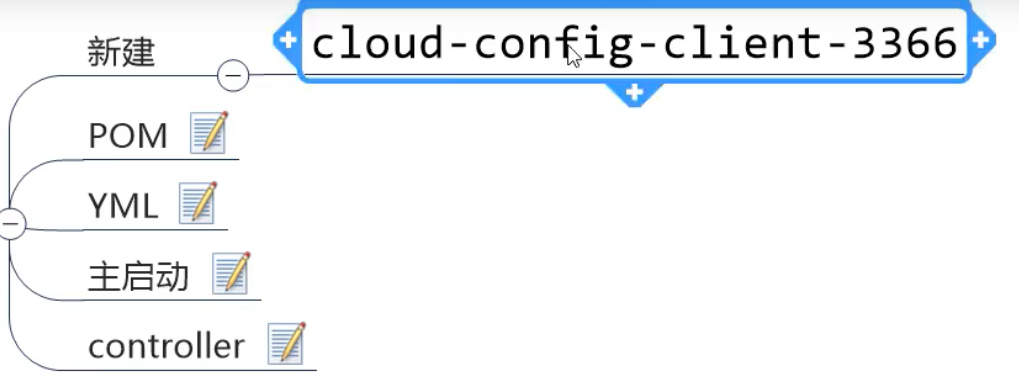 新建
cloud-config-client-3366
POM
YML
主启动
controller